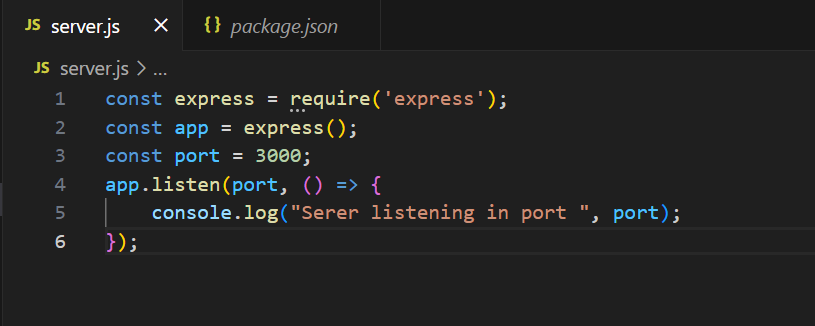 JS server.js × {} package.json
JS server.js > ...
1 const express = require('express');
2 const app = express();
3 const port = 3000;
4 app.listen(port, () => {
5     console.log("Serer listening in port ", port);
6 });